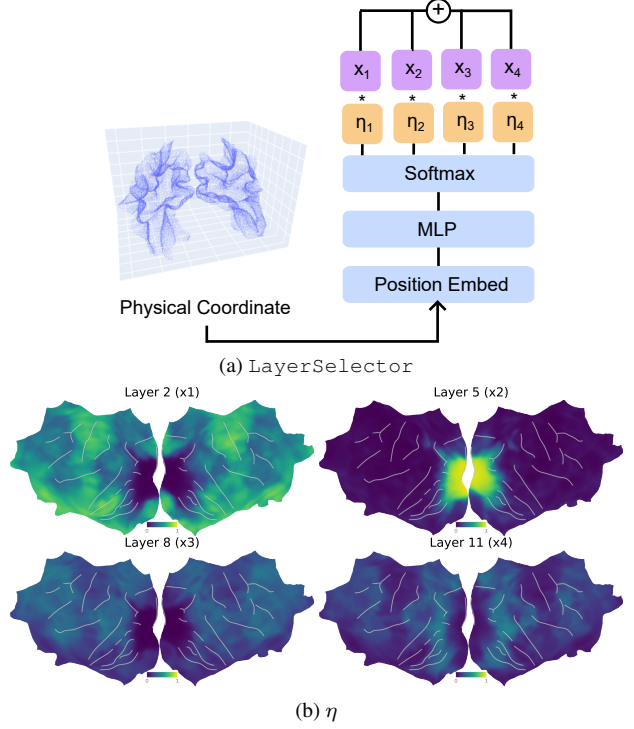 +
x₁ x₂ x₃ x₄
* * * *
η₁ η₂ η₃ η₄
Softmax
MLP
Position Embed
Physical Coordinate
(a) LayerSelector
Layer 2 (x1)
Layer 5 (x2)
0 1
0 1
Layer 8 (x3)
Layer 11 (x4)
0 1
0 1
(b) η